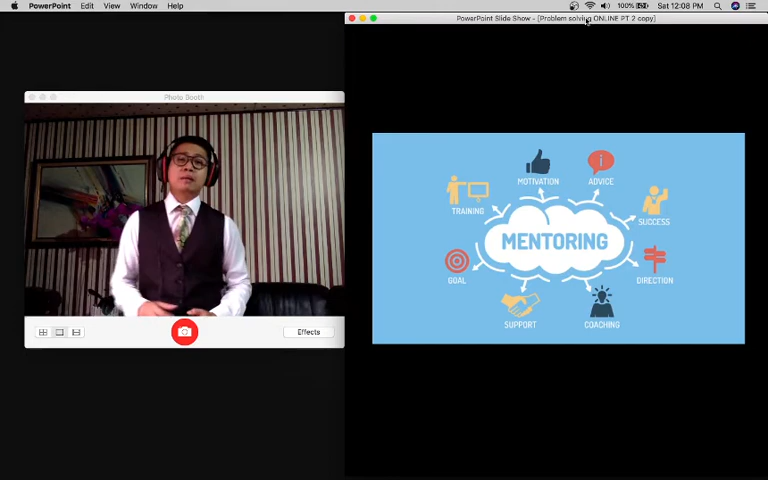 PowerPoint Edit View Window Help
100% Sat 12:08 PM
PowerPoint Slide Show - [Problem solving ONLINE PT 2 copy]
Photo Booth
MOTIVATION
ADVICE
TRAINING
SUCCESS
MENTORING
GOAL
DIRECTION
SUPPORT
COACHING
Effects